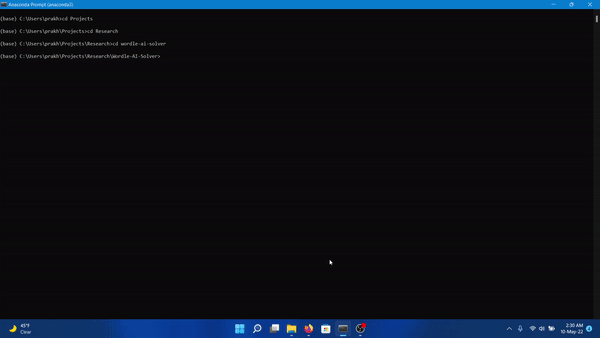 Anaconda Prompt (anaconda3)
(base) C:\Users\prakh>cd Projects
(base) C:\Users\prakh\Projects>cd Research
(base) C:\Users\prakh\Projects\Research>cd wordle-ai-solver
(base) C:\Users\prakh\Projects\Research\Wordle-AI-Solver>
45°F
Clear
2:30 AM
10-May-22